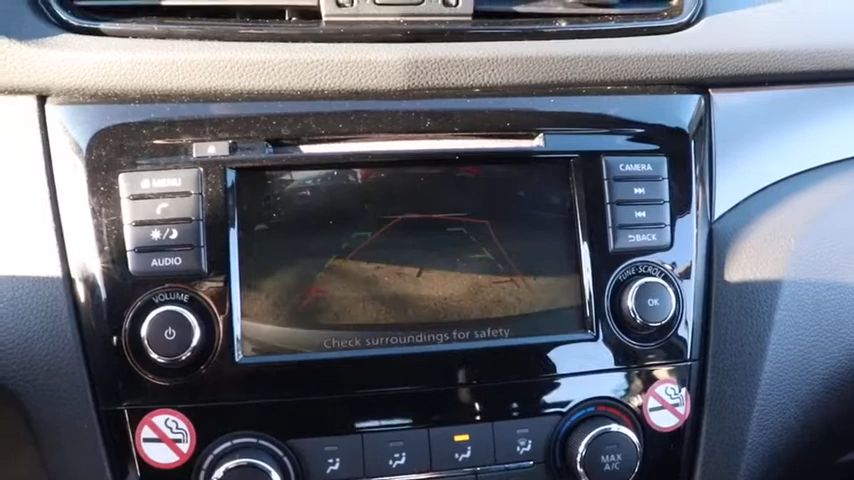 MENU
CAMERA
AUDIO
BACK
VOLUME
TUNE·SCROLL
OK
Check surroundings for safety
MAX
A/C